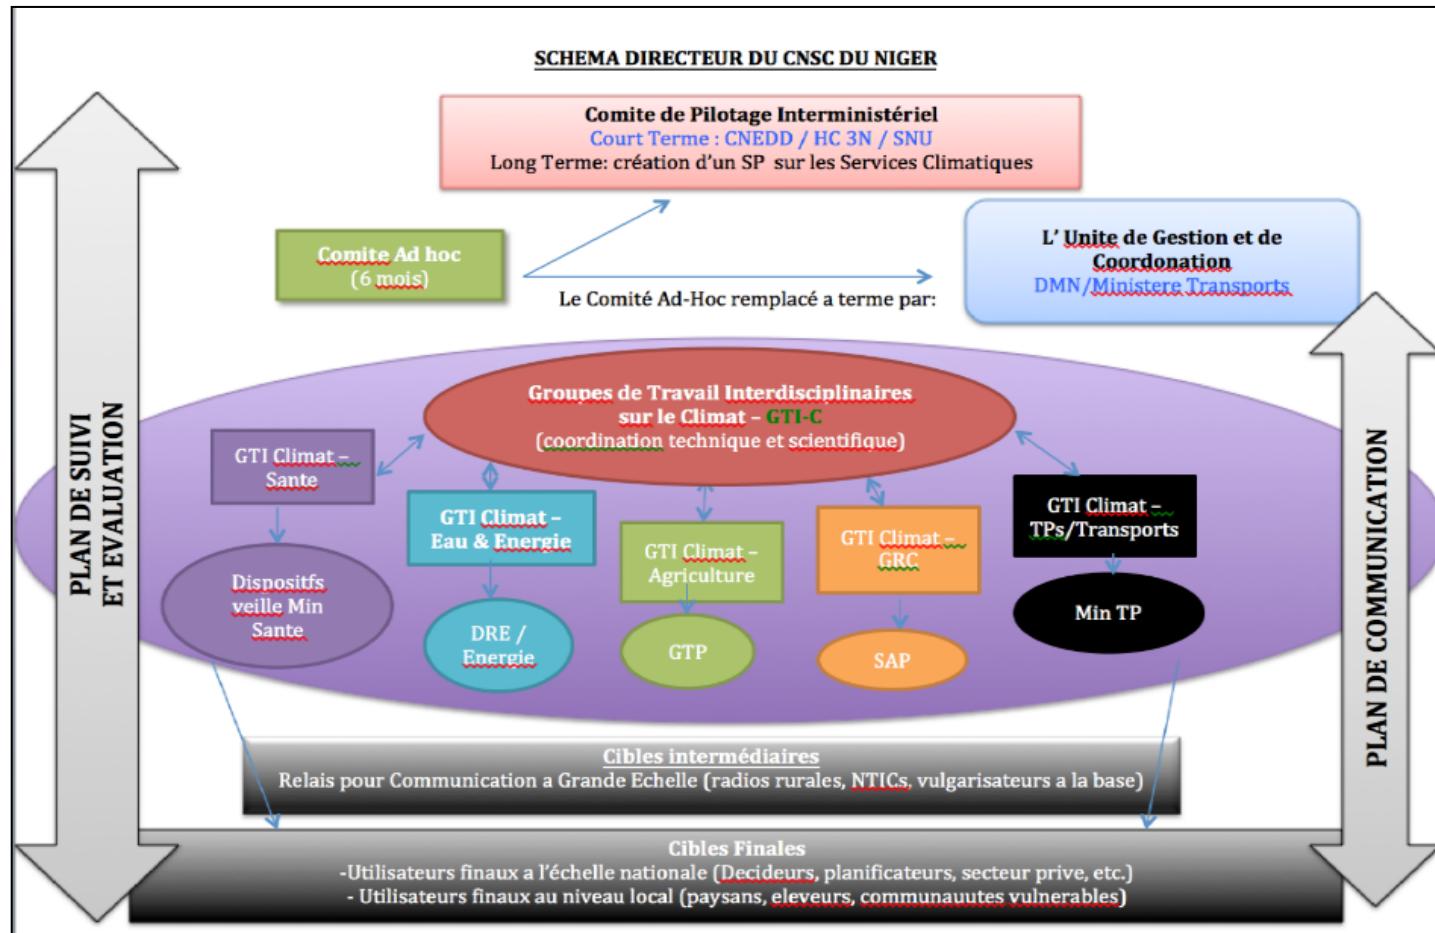 SCHEMA DIRECTEUR DU CNSC DU NIGER
Comite de Pilotage Interministériel
Court Terme : CNEDD / HC 3N / SNU
Long Terme: création d'un SP sur les Services Climatiques
Comite Ad hoc
(6 mois)
L' Unite de Gestion et de
Coordonation
DMN/Ministere Transports
Le Comité Ad-Hoc remplacé a terme par:
PLAN DE SUIVI
ET EVALUATION
Groupes de Travail Interdisciplinaires
sur le Climat – GTI-C
(coordination technique et scientifique)
GTI Climat –
Sante
GTI Climat –
Eau & Energie
GTI Climat –
Agriculture
GTI Climat –
GRC
GTI Climat –
TPs/Transports
Dispositfs
veille Min
Sante
DRE /
Energie
GTP
SAP
Min TP
PLAN DE COMMUNICATION
Cibles intermédiaires
Relais pour Communication a Grande Echelle (radios rurales, NTICs, vulgarisateurs a la base)
Cibles Finales
-Utilisateurs finaux a l'échelle nationale (Decideurs, planificateurs, secteur prive, etc.)
- Utilisateurs finaux au niveau local (paysans, eleveurs, communauutes vulnerables)